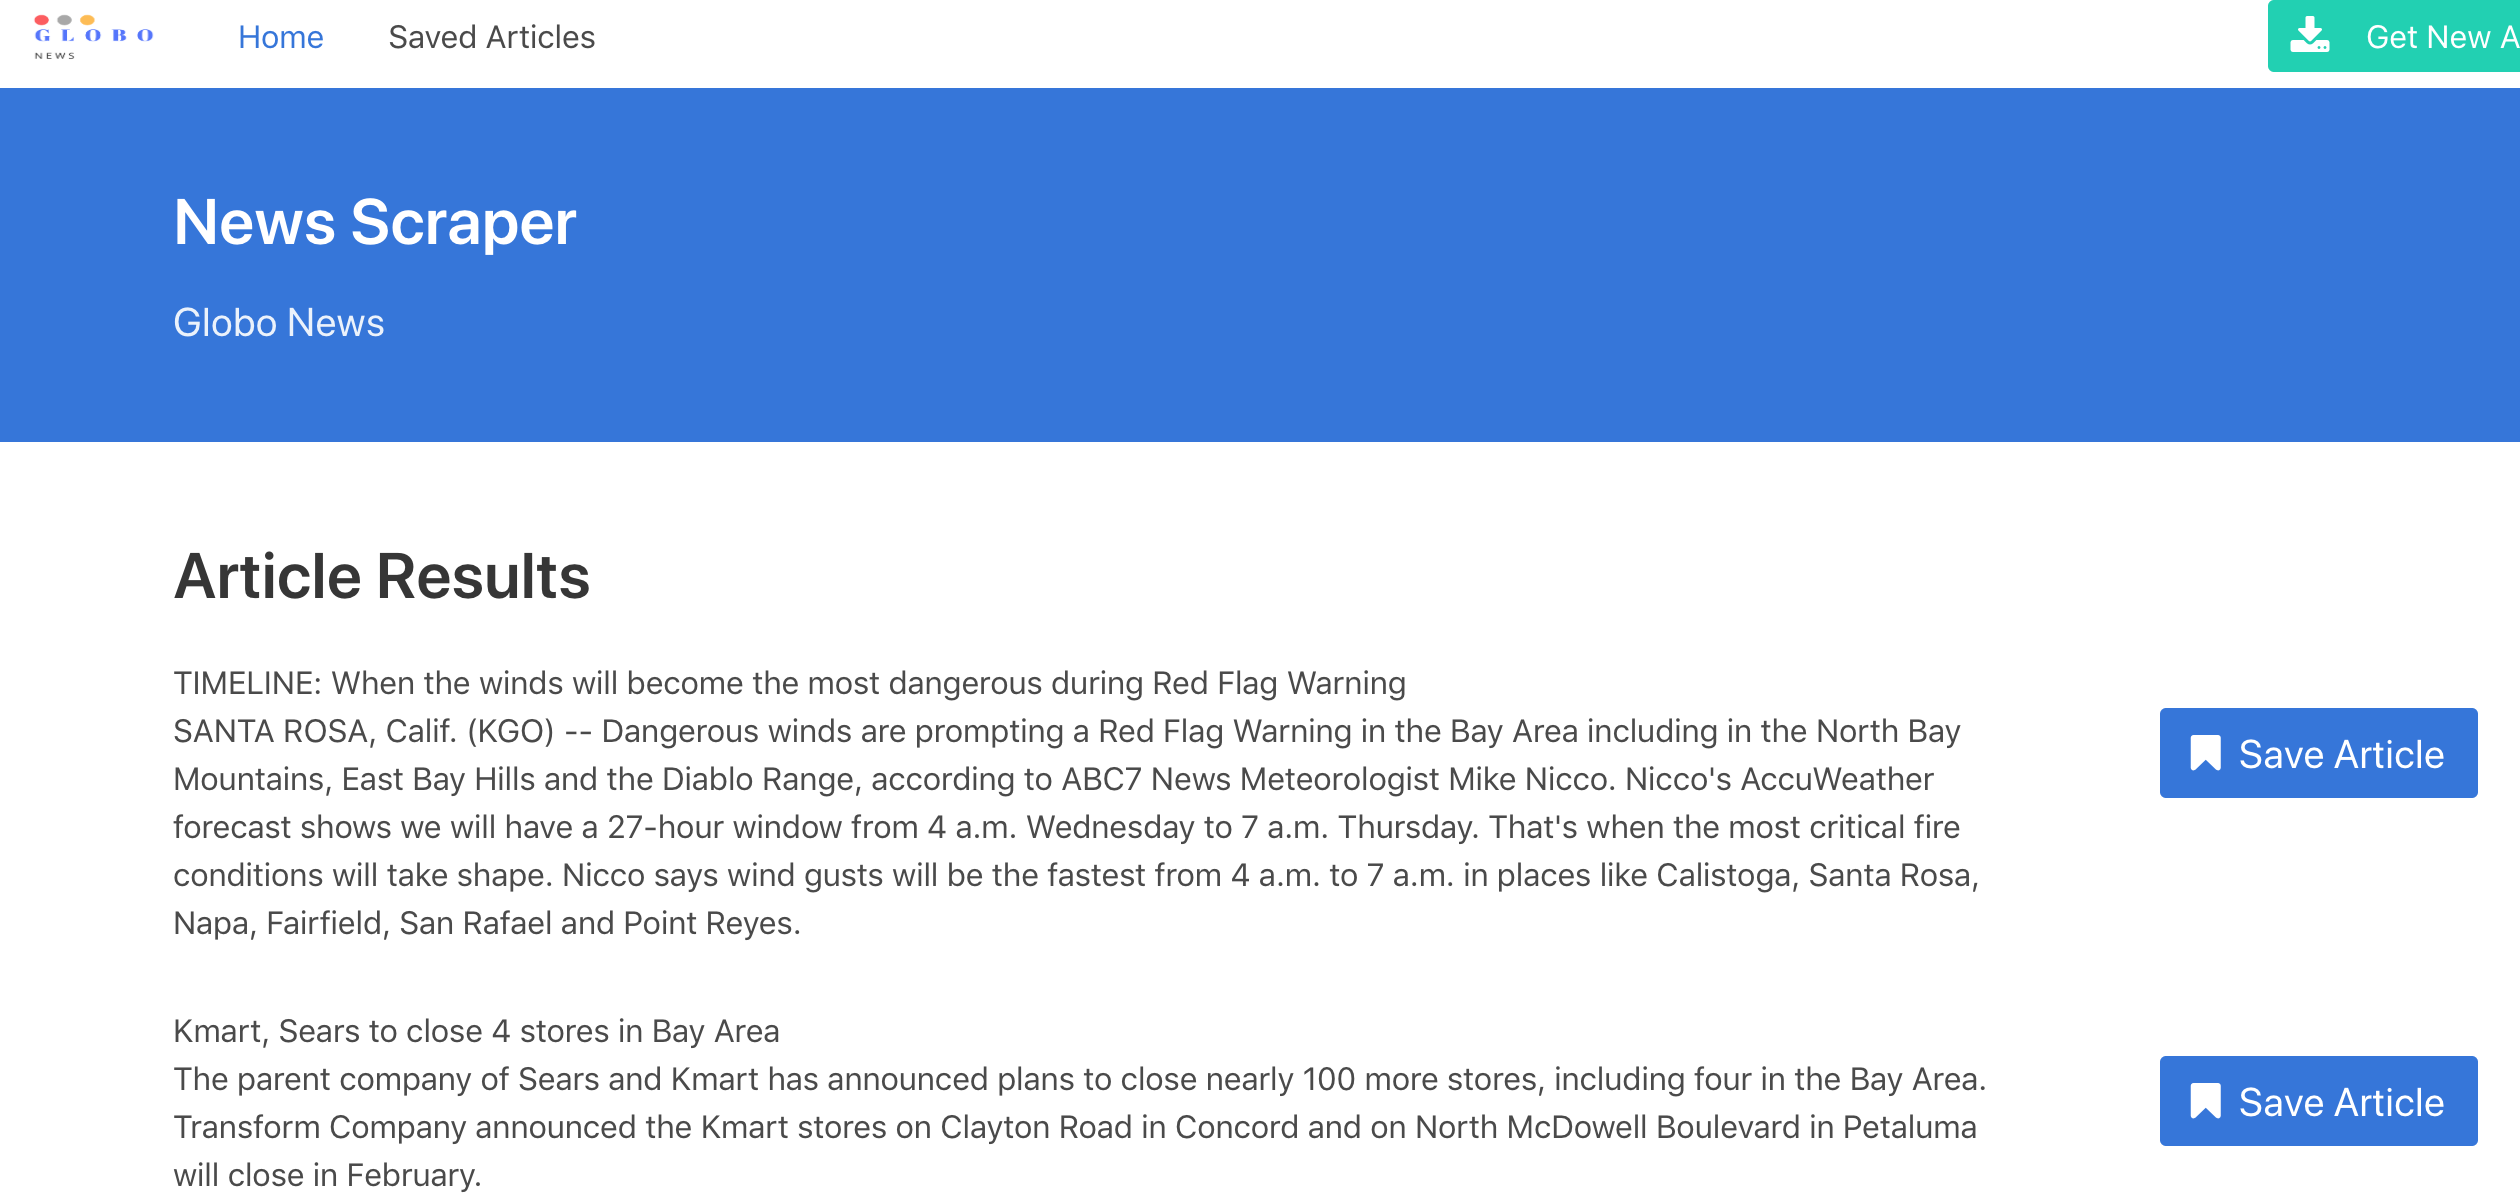 GLOBO
NEWS
Home
Saved Articles
Get New A
News Scraper
Globo News
Article Results
TIMELINE: When the winds will become the most dangerous during Red Flag Warning
SANTA ROSA, Calif. (KGO) -- Dangerous winds are prompting a Red Flag Warning in the Bay Area including in the North Bay
Mountains, East Bay Hills and the Diablo Range, according to ABC7 News Meteorologist Mike Nicco. Nicco's AccuWeather
forecast shows we will have a 27-hour window from 4 a.m. Wednesday to 7 a.m. Thursday. That's when the most critical fire
conditions will take shape. Nicco says wind gusts will be the fastest from 4 a.m. to 7 a.m. in places like Calistoga, Santa Rosa,
Napa, Fairfield, San Rafael and Point Reyes.
Save Article
Kmart, Sears to close 4 stores in Bay Area
The parent company of Sears and Kmart has announced plans to close nearly 100 more stores, including four in the Bay Area.
Transform Company announced the Kmart stores on Clayton Road in Concord and on North McDowell Boulevard in Petaluma
will close in February.
Save Article